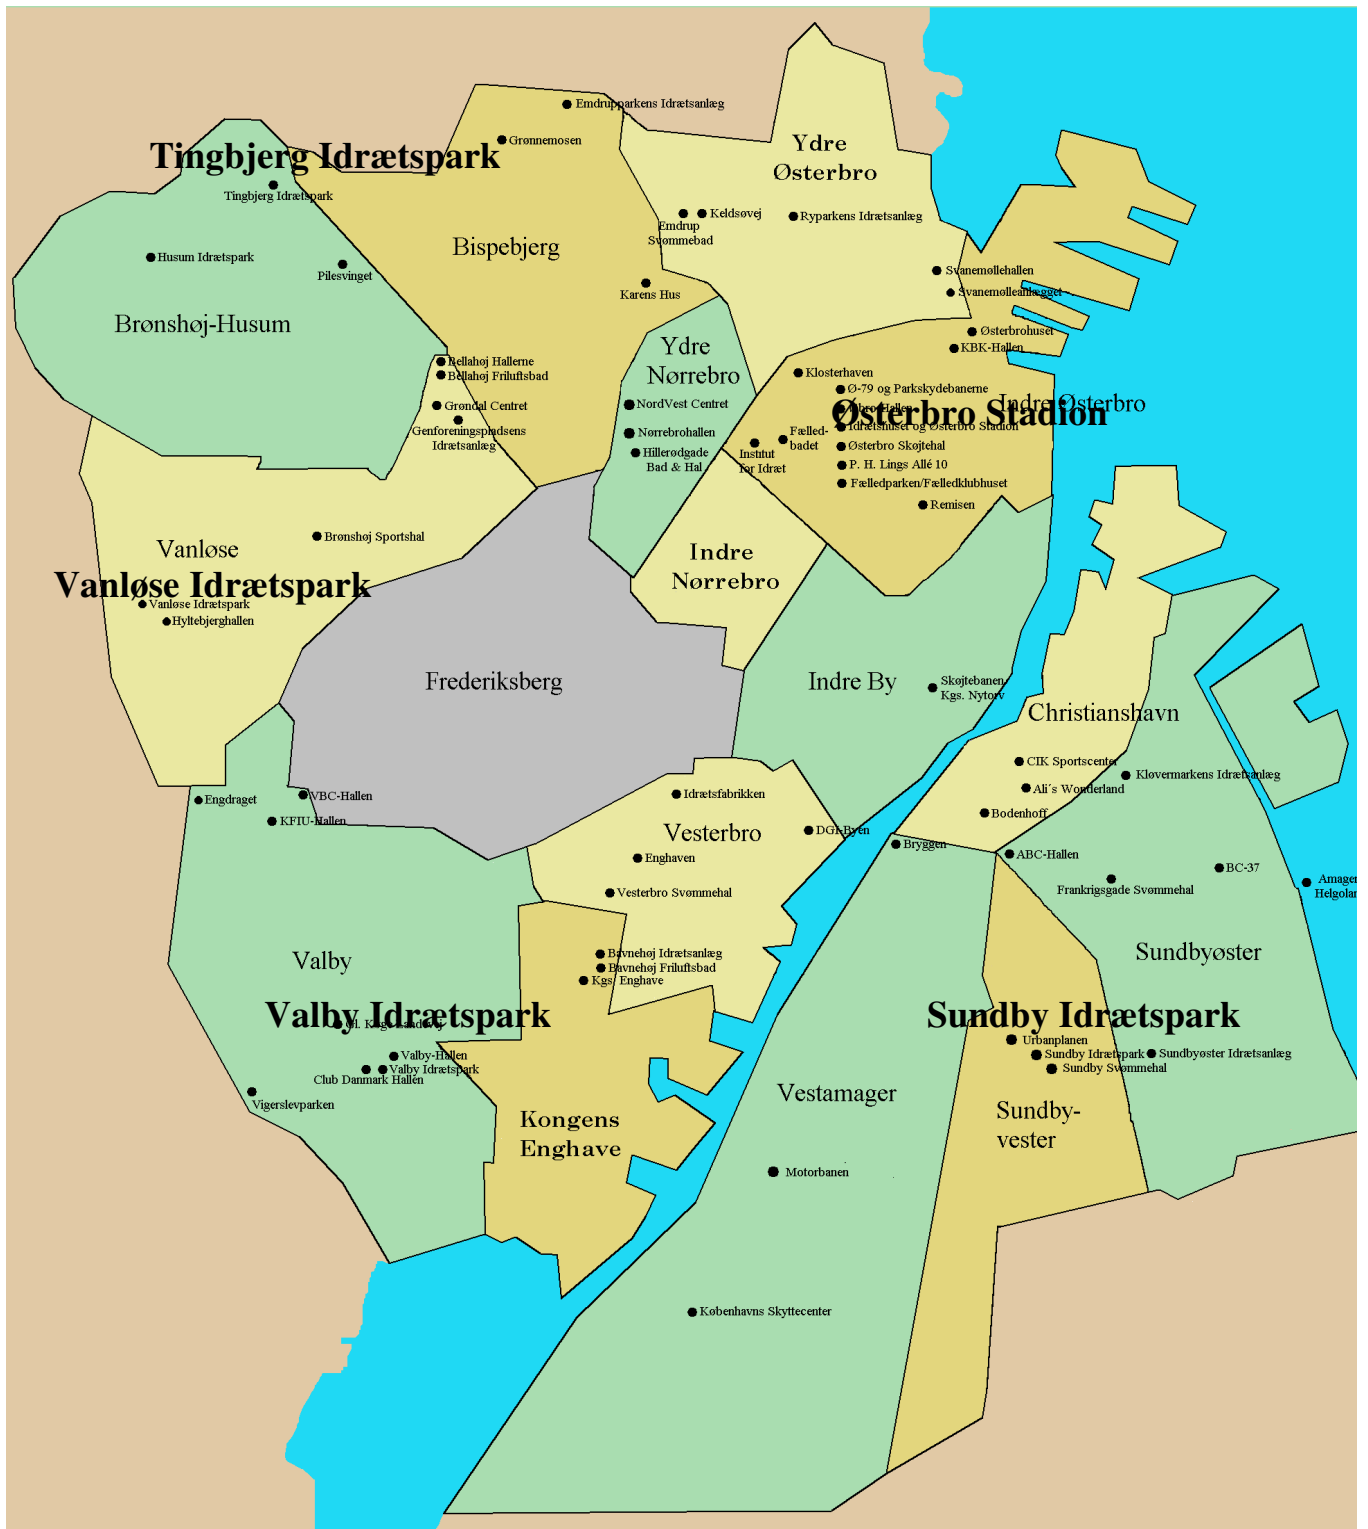 Emdrupparkens Idrætsanlæg
Grønnemosen
Ydre
Østerbro
Tingbjerg Idrætspark
Tingbjerg Idrætspark
Keldsøvej
Emdrup
Svømmebad
Ryparkens Idrætsanlæg
Bispebjerg
Husum Idrætspark
Pilesvinget
Svanemøllehallen
Karens Hus
Svanemølleanlægget
Brønshøj-Husum
Østerbrohuset
Ydre
Nørrebro
KBK-Hallen
Bellahøj Hallerne
Bellahøj Friluftsbad
Klosterhaven
Ø-79 og Parkskydebanerne
Grøndal Centret
NordVest Centret
Indre Østerbro
Østerbro Stadion
Genforeningspladsens
Idrætsanlæg
Idrætshuset og Østerbro Stadion
Nørrebrohallen
Fælled-
badet
Institut
for Idræt
Østerbro Skøjtehal
Hillerødgade
Bad & Hal
P. H. Lings Allé 10
Fælledparken/Fælledklubhuset
Remisen
Brønshøj Sportshal
Vanløse
Indre
Nørrebro
Vanløse Idrætspark
Vanløse Idrætspark
Hyltebjerghallen
Frederiksberg
Indre By
Skøjtebanen,
Kgs. Nytorv
Christianshavn
CIK Sportscenter
Kløvermarkens Idrætsanlæg
Ali´s Wonderland
Engdraget
VBC-Hallen
Idrætsfabrikken
Bodenhoff
KFIU-Hallen
Vesterbro
DGI-Byen
Bryggen
Enghaven
ABC-Hallen
BC-37
Frankrigsgade Svømmehal
Amager
Vesterbro Svømmehal
Bavnehøj Idrætsanlæg
Bavnehøj Friluftsbad
Kgs. Enghave
Valby
Sundbyøster
Valby Idrætspark
Sundby Idrætspark
Gl. Køge Landevej
Urbanplanen
Valby-Hallen
Sundby Idrætspark
Sundbyøster Idrætsanlæg
Valby Idrætspark
Sundby Svømmehal
Club Danmark Hallen
Vigerslevparken
Vestamager
Kongens
Enghave
Sundby-
vester
Motorbanen
Københavns Skyttecenter